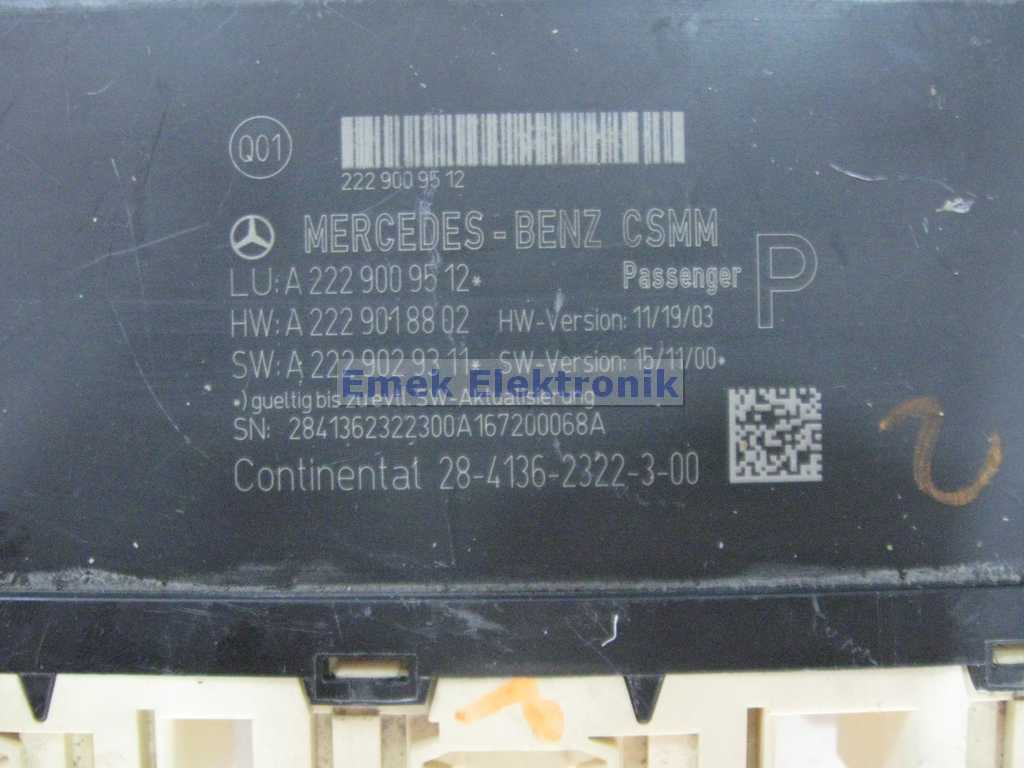 Q01
222 900 95 12
MERCEDES-BENZ CSMM
LU: A 222 900 95 12* Passenger P
HW: A 222 901 88 02 HW-Version: 11/19/03
SW: A 222 902 93 11* SW-Version: 15/11/00*
Emek Elektronik
*) gueltig bis zu evtl. SW-Aktualisierung
SN: 2841362322300A167200068A
Continental 28-4136-2322-3-00